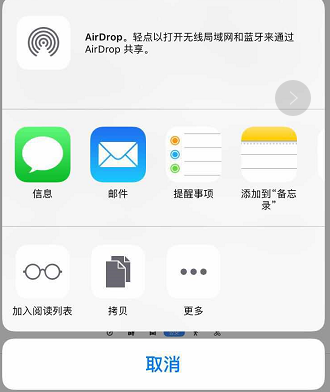 AirDrop。轻点以打开无线局域网和蓝牙来通过
AirDrop 共享。
信息
邮件
提醒事项
添加到“备忘
录”
加入阅读列表
拷贝
更多
取消